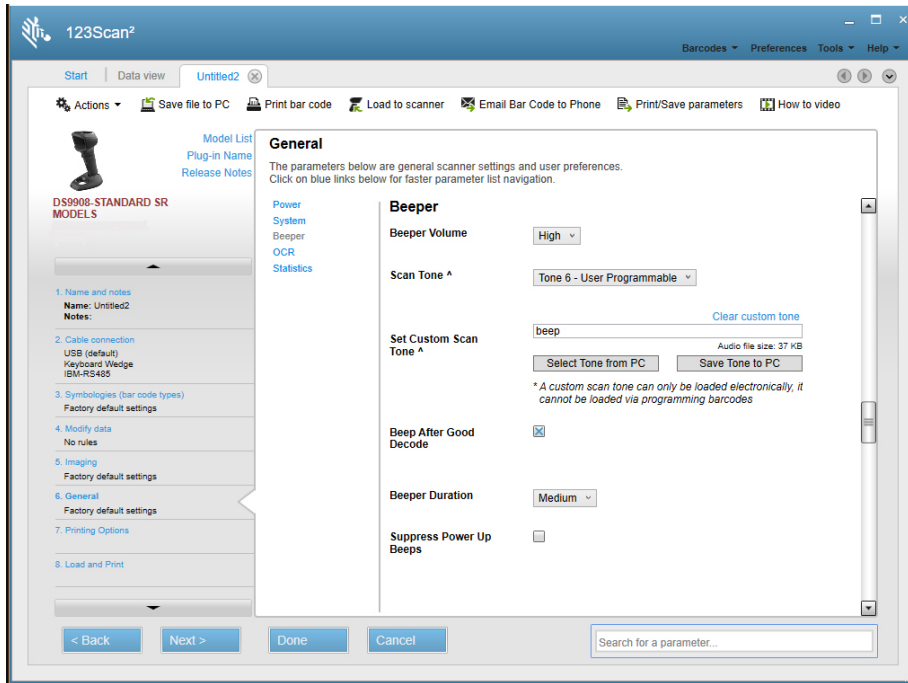 123Scan²
Barcodes Preferences Tools Help
Start Data view Untitled2
Actions Save file to PC Print bar code Load to scanner Email Bar Code to Phone Print/Save parameters How to video
Model List
Plug-in Name
Release Notes
DS9908-STANDARD SR
MODELS
1. Name and notes
Name: Untitled2
Notes:
2. Cable connection
USB (default)
Keyboard Wedge
IBM-RS485
3. Symbologies (bar code types)
Factory default settings
4. Modify data
No rules
5. Imaging
Factory default settings
6. General
Factory default settings
7. Printing Options
8. Load and Print
General
The parameters below are general scanner settings and user preferences.
Click on blue links below for faster parameter list navigation.
Power
System
Beeper
OCR
Statistics
Beeper
Beeper Volume High
Scan Tone ^ Tone 6 - User Programmable
Clear custom tone
Set Custom Scan
Tone ^
beep
Audio file size: 37 KB
Select Tone from PC Save Tone to PC
* A custom scan tone can only be loaded electronically, it
cannot be loaded via programming barcodes
Beep After Good
Decode
Beeper Duration Medium
Suppress Power Up
Beeps
< Back Next > Done Cancel Search for a parameter...